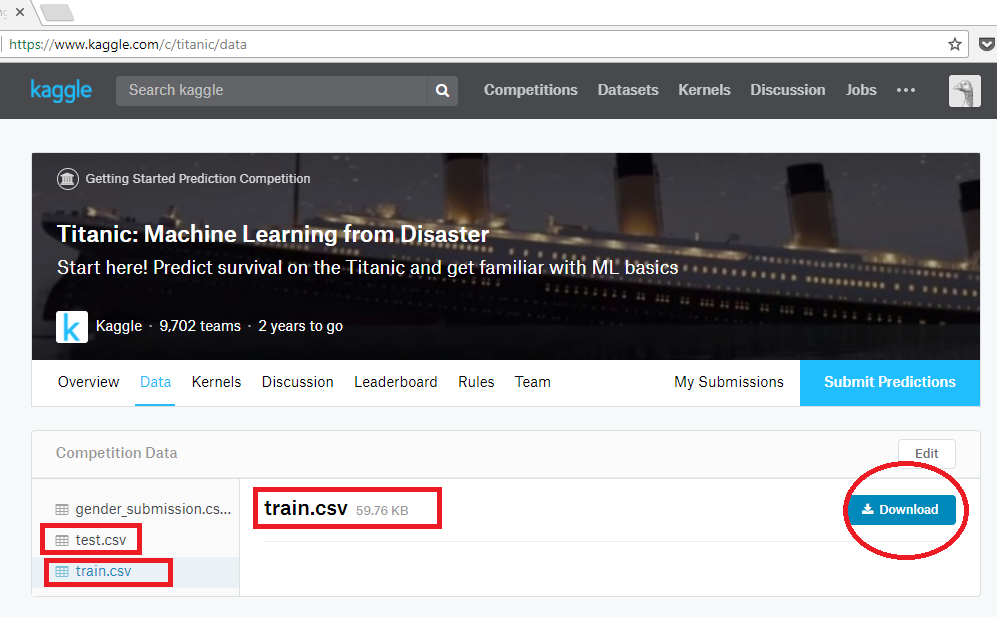 https://www.kaggle.com/c/titanic/data
kaggle
Search kaggle
Competitions
Datasets
Kernels
Discussion
Jobs
Getting Started Prediction Competition
Titanic: Machine Learning from Disaster
Start here! Predict survival on the Titanic and get familiar with ML basics
k
Kaggle · 9,702 teams · 2 years to go
Overview
Data
Kernels
Discussion
Leaderboard
Rules
Team
My Submissions
Submit Predictions
Competition Data
Edit
gender_submission.cs...
test.csv
train.csv
train.csv 59.76 KB
Download